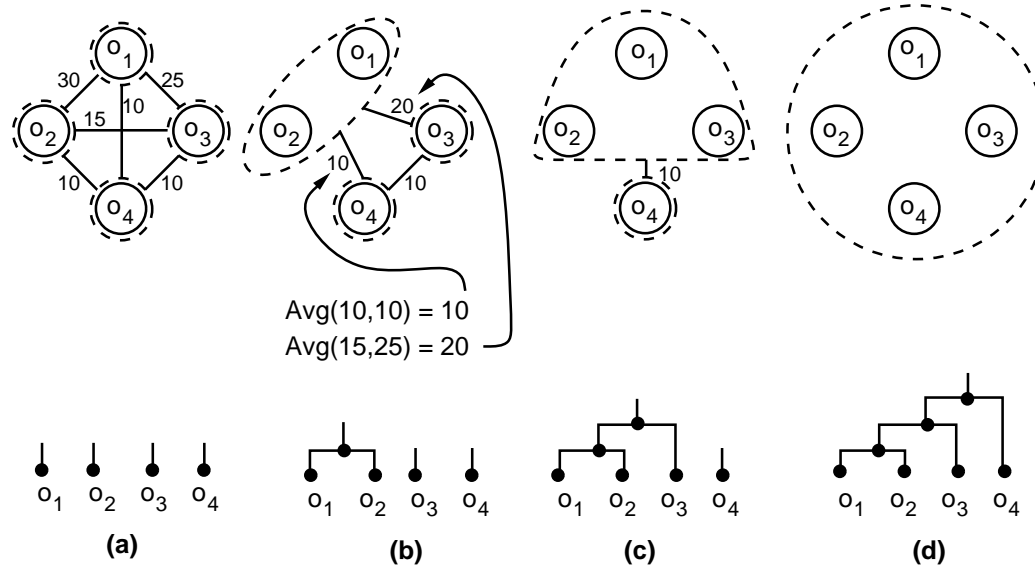 o1
30
25
10
o2
15
o3
10
10
o4
(a)
o1
o2
20
o3
10
10
o4
Avg(10,10) = 10
Avg(15,25) = 20
o1
o2
o3
10
o4
o1
o2
o3
o4
o1 o2 o3 o4
o1 o2 o3 o4
o1 o2 o3 o4
o1 o2 o3 o4
(b)
(c)
(d)